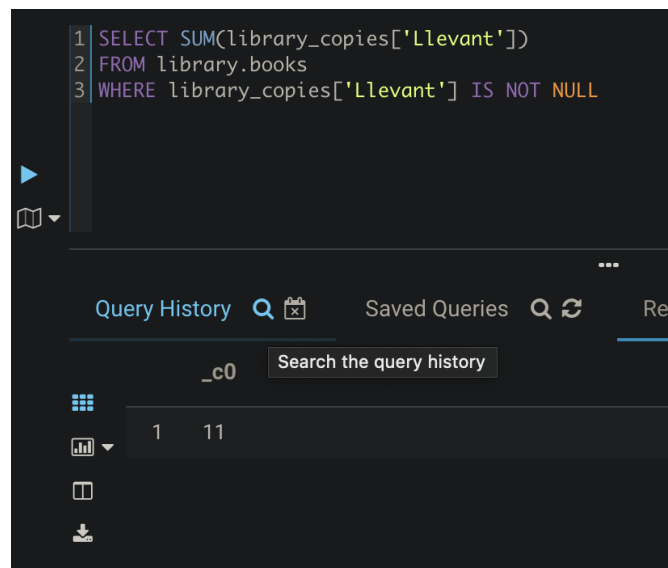 1 SELECT SUM(library_copies['Llevant'])
2 FROM library.books
3 WHERE library_copies['Llevant'] IS NOT NULL
Query History Saved Queries Re
Search the query history
_c0
1 11